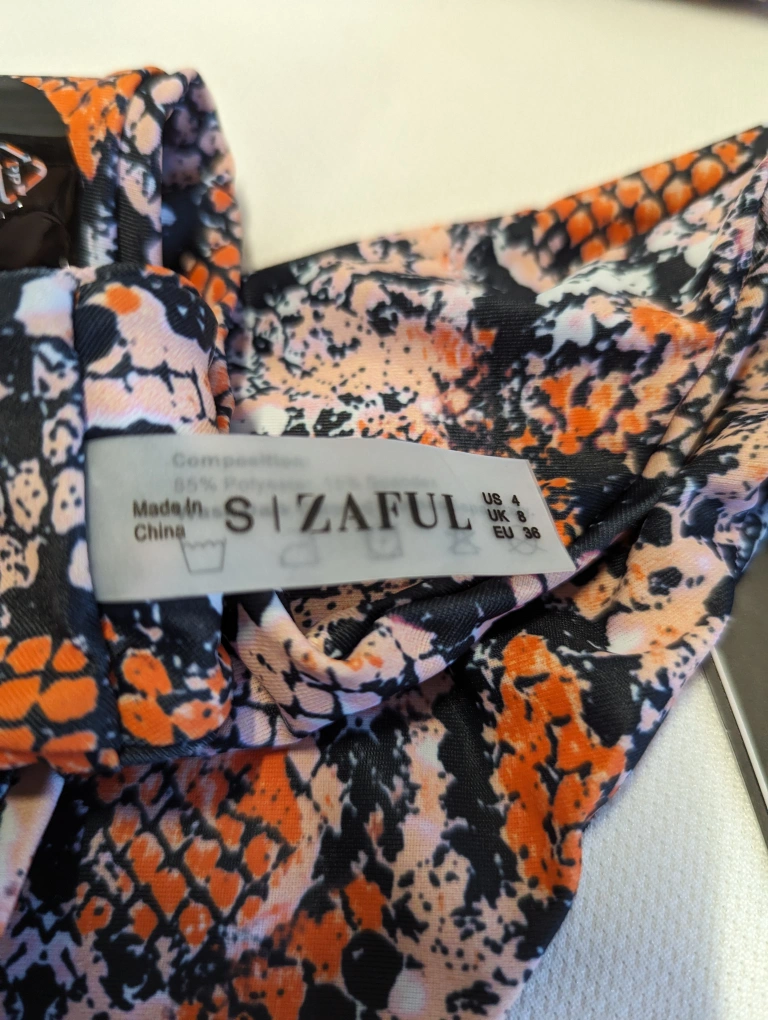 Made In
China
S | ZAFUL
US 4
UK 8
EU 36
Composition:
85% Polyester, 15% Spandex